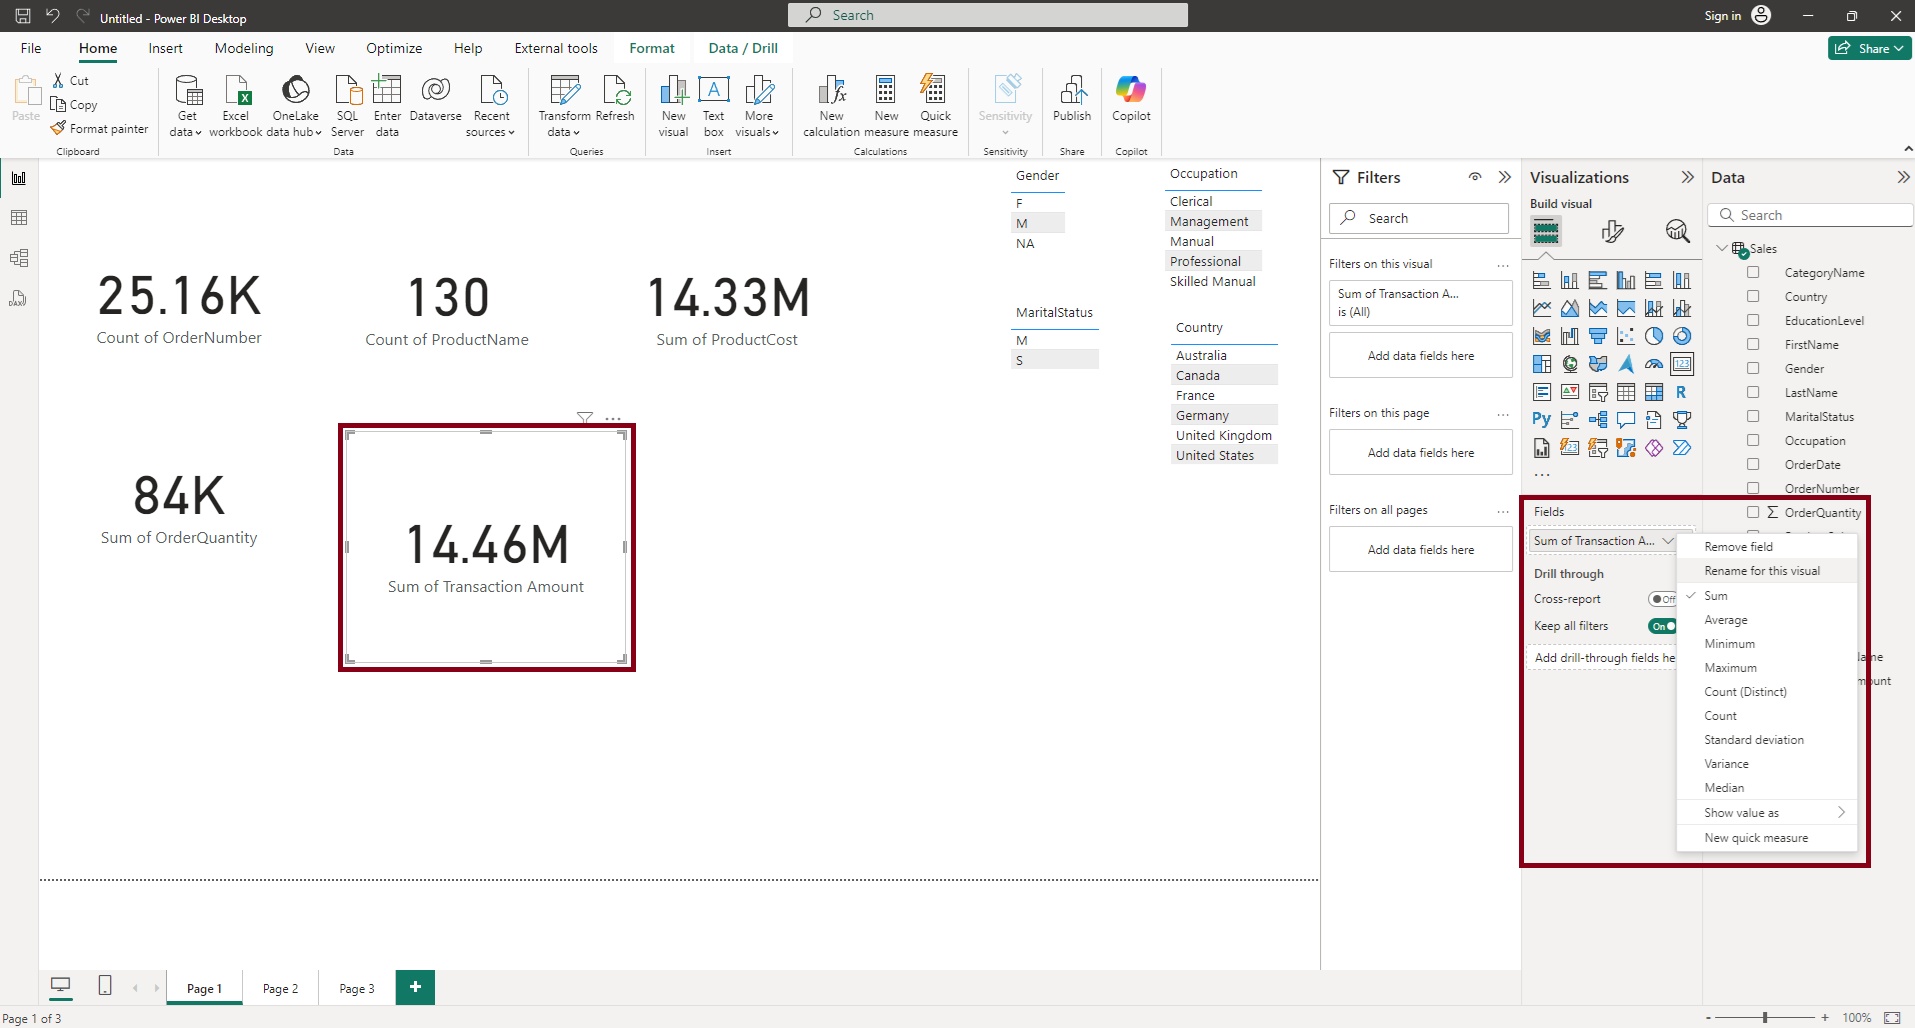 Untitled - Power BI Desktop
Search
Sign in
File Home Insert Modeling View Optimize Help External tools Format Data / Drill
Share
Paste
Cut
Copy
Format painter
Clipboard
Get data
Excel workbook
OneLake data hub
SQL Server
Enter data
Dataverse
Recent sources
Data
Transform data
Refresh
Queries
New visual
Text box
More visuals
Insert
New calculation
New measure
Quick measure
Calculations
Sensitivity
Sensitivity
Publish
Share
Copilot
Copilot
25.16K
Count of OrderNumber
130
Count of ProductName
14.33M
Sum of ProductCost
84K
Sum of OrderQuantity
14.46M
Sum of Transaction Amount
Gender
F
M
NA
MaritalStatus
M
S
Occupation
Clerical
Management
Manual
Professional
Skilled Manual
Country
Australia
Canada
France
Germany
United Kingdom
United States
Filters
Search
Filters on this visual
...
Sum of Transaction A...
is (All)
Add data fields here
Filters on this page
...
Add data fields here
Filters on all pages
...
Add data fields here
Visualizations
Build visual
123
R
Py
...
Fields
Sum of Transaction A...
Drill through
Cross-report
Off
Keep all filters
On
Add drill-through fields he
Remove field
Rename for this visual
Sum
Average
Minimum
Maximum
Count (Distinct)
Count
Standard deviation
Variance
Median
Show value as
New quick measure
Data
Search
Sales
CategoryName
Country
EducationLevel
FirstName
Gender
LastName
MaritalStatus
Occupation
OrderDate
OrderNumber
Σ OrderQuantity
ame
mount
Page 1
Page 2
Page 3
+
Page 1 of 3
- + 100%